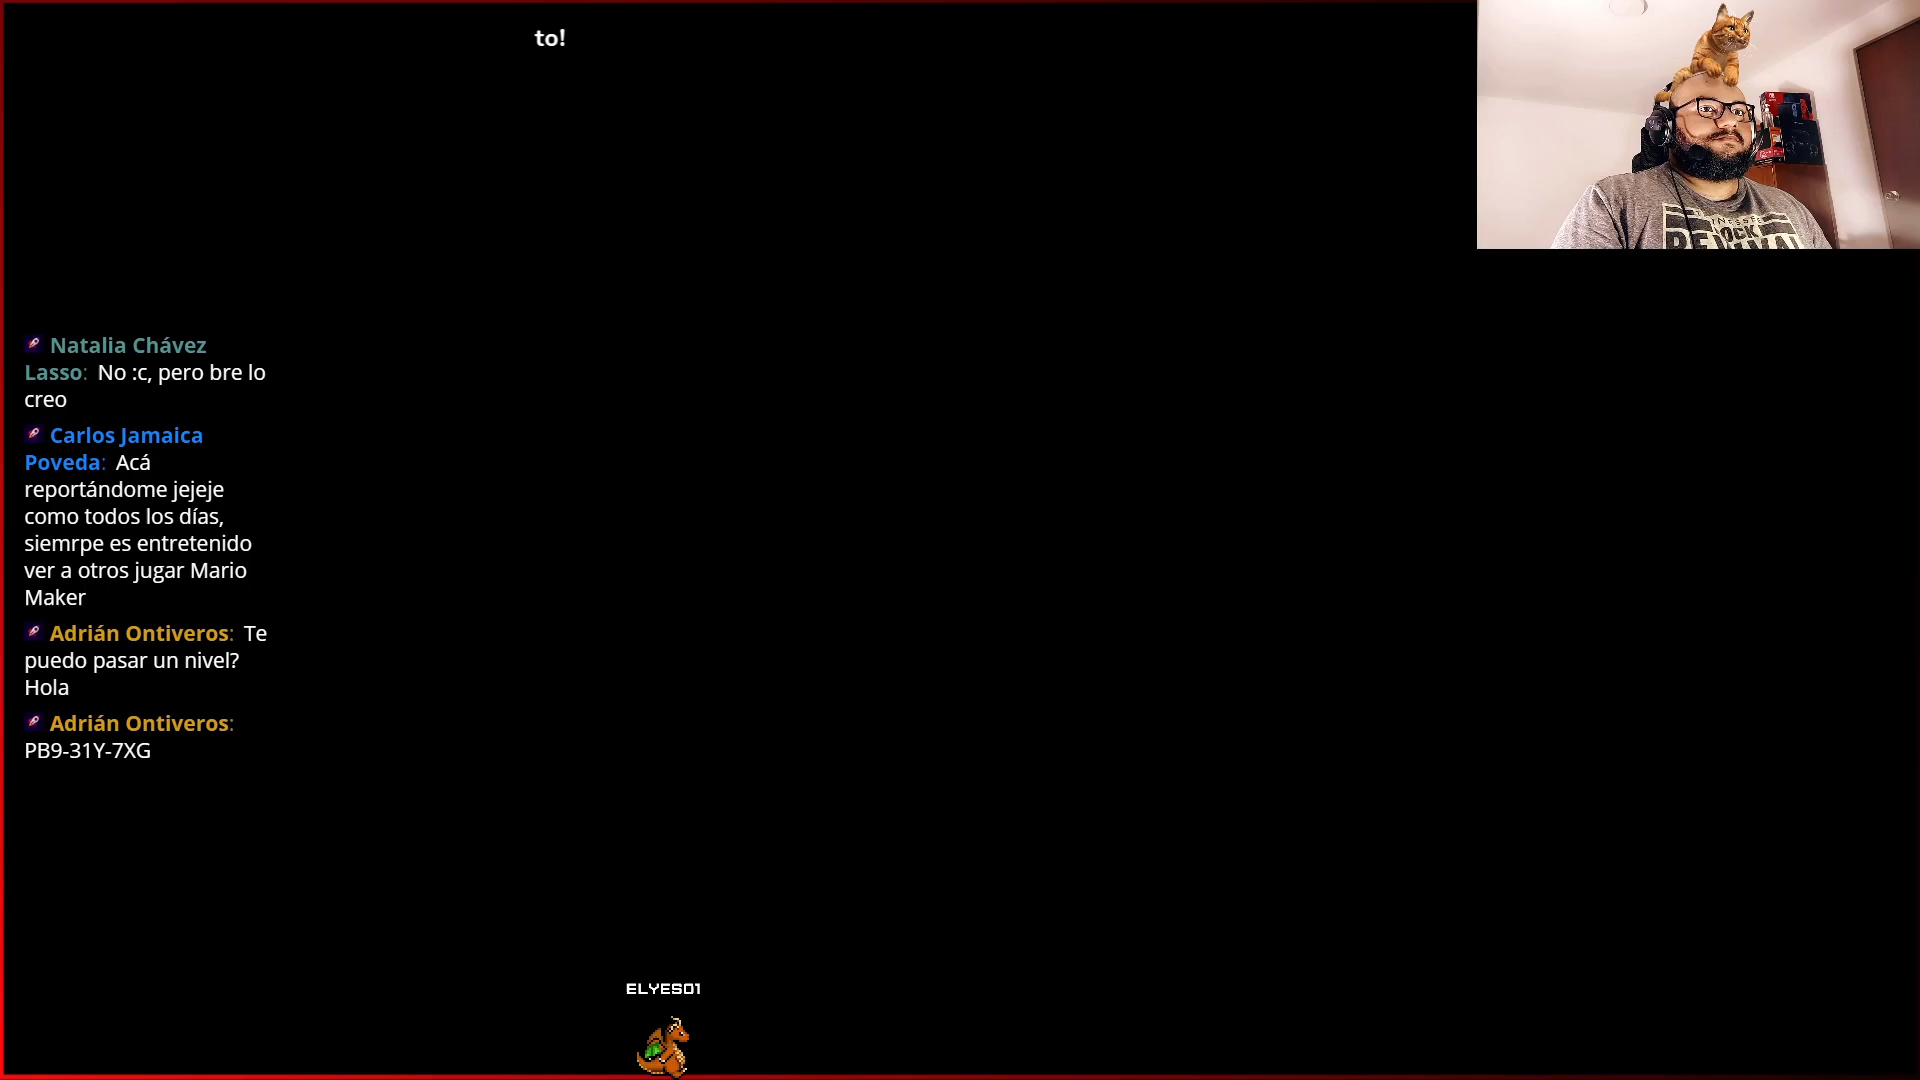 to!
Natalia Chávez
Lasso: No :c, pero bre lo
creo
Carlos Jamaica
Poveda: Acá
reportándome jejeje
como todos los días,
siemrpe es entretenido
ver a otros jugar Mario
Maker
Adrián Ontiveros: Te
puedo pasar un nivel?
Hola
Adrián Ontiveros:
PB9-31Y-7XG
ELYES01